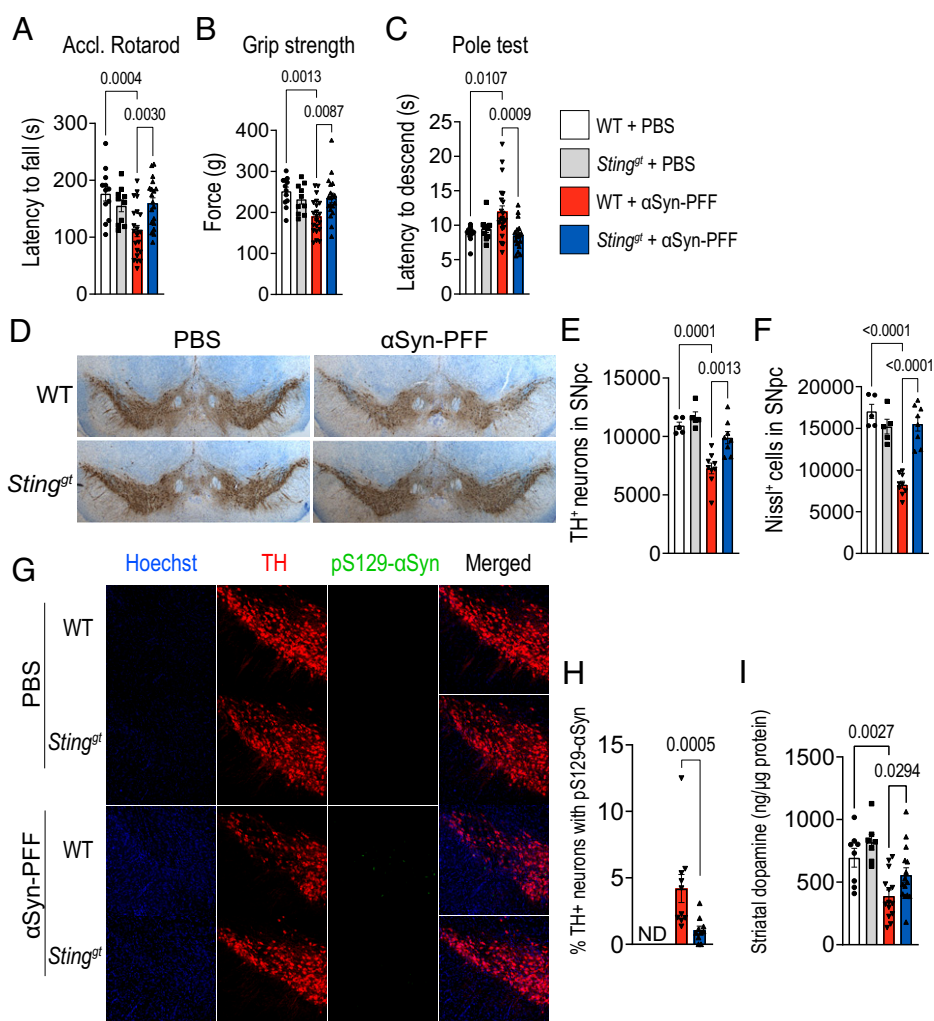 A
Accl. Rotarod
0.0004
0.0030
Latency to fall (s)
300
200
100
0
B
Grip strength
0.0013
0.0087
Force (g)
400
300
200
100
0
C
Pole test
0.0107
0.0009
Latency to descend (s)
25
20
15
10
5
0
WT + PBS
Stingᵍᵗ + PBS
WT + αSyn-PFF
Stingᵍᵗ + αSyn-PFF
D
PBS
αSyn-PFF
WT
Stingᵍᵗ
E
0.0001
0.0013
TH⁺ neurons in SNpc
15000
10000
5000
0
F
<0.0001
<0.0001
Nissl⁺ cells in SNpc
20000
15000
10000
5000
0
G
Hoechst
TH
pS129-αSyn
Merged
PBS
WT
Stingᵍᵗ
αSyn-PFF
WT
Stingᵍᵗ
H
0.0005
% TH+ neurons with pS129-αSyn
15
10
5
0
ND
I
0.0027
0.0294
Striatal dopamine (ng/µg protein)
1500
1000
500
0